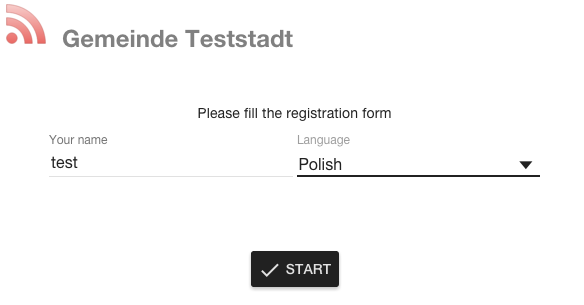 Gemeinde Teststadt
Please fill the registration form
Your name
Language
test
Polish
START